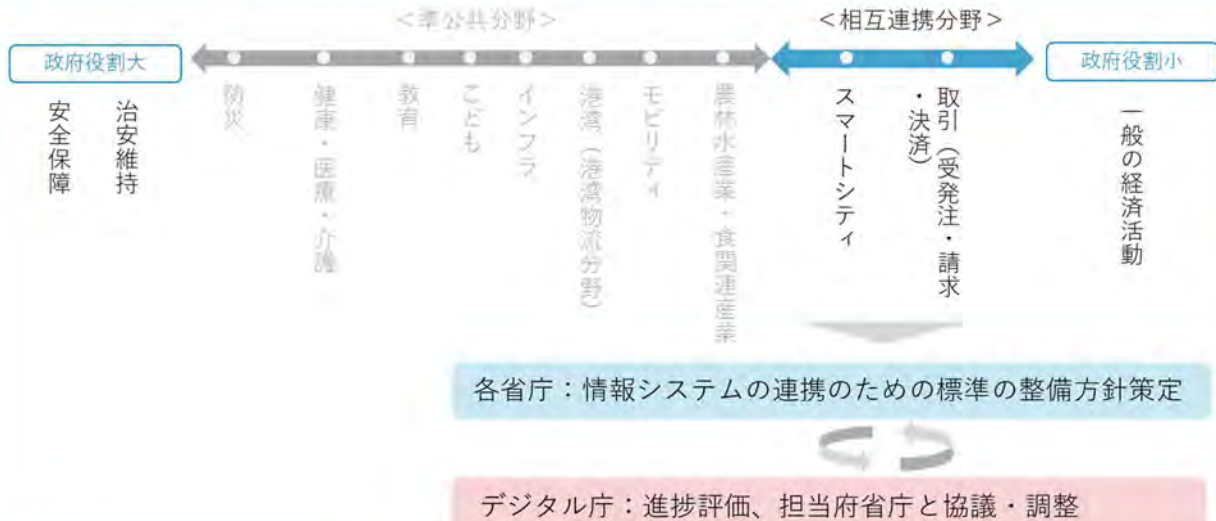 ＜準公共分野＞
＜相互連携分野＞
政府役割大
政府役割小
安全保障
治安維持
防災
健康・医療・介護
教育
こども
インフラ
港湾（港湾物流分野）
モビリティ
農林水産業・食関連産業
スマートシティ
取引（受発注・請求
・決済）
一般の経済活動
各省庁：情報システムの連携のための標準の整備方針策定
デジタル庁：進捗評価、担当府省庁と協議・調整